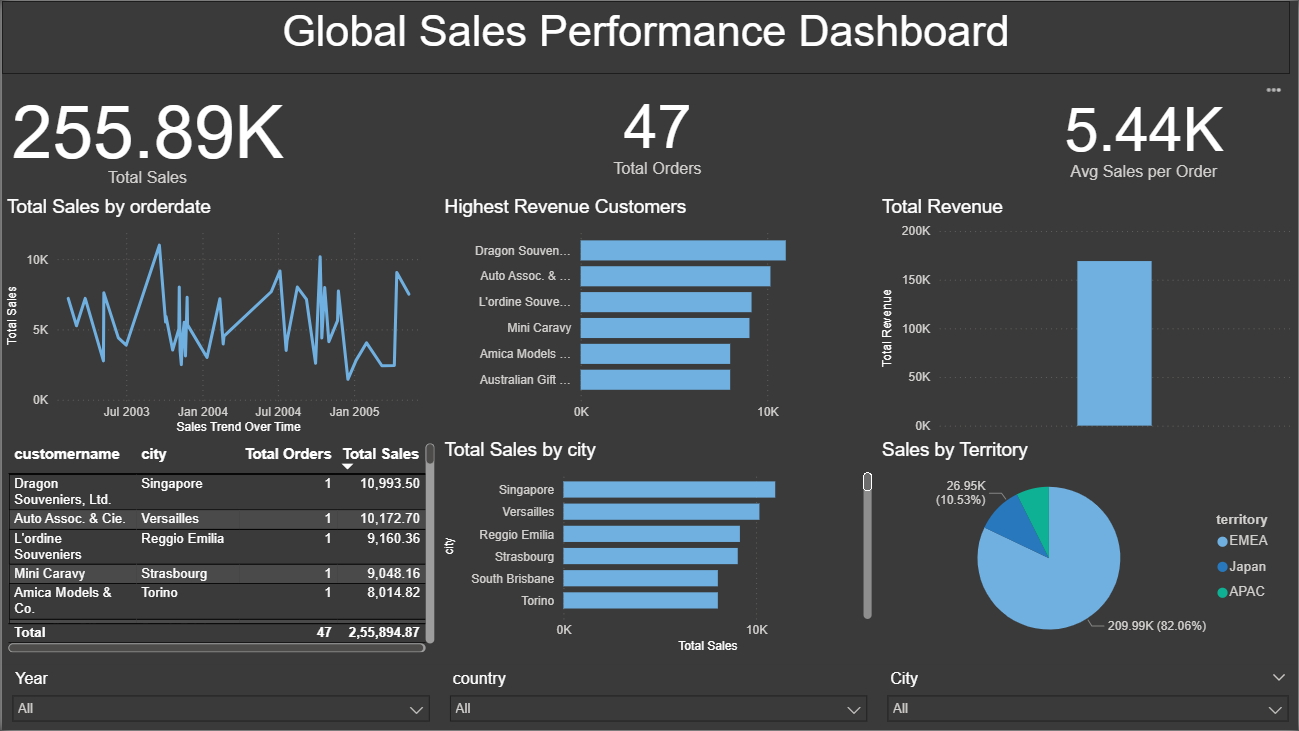 Global Sales Performance Dashboard
255.89K
Total Sales
47
Total Orders
5.44K
Avg Sales per Order
Total Sales by orderdate
Total Sales
10K
5K
0K
Jul 2003
Jan 2004
Jul 2004
Jan 2005
Sales Trend Over Time
Highest Revenue Customers
Dragon Souven...
Auto Assoc. & ...
L'ordine Souve...
Mini Caravy
Amica Models ...
Australian Gift ...
0K
10K
Total Revenue
Total Revenue
200K
150K
100K
50K
0K
customername city Total Orders Total Sales
Dragon Singapore 1 10,993.50
Souveniers, Ltd.
Auto Assoc. & Cie. Versailles 1 10,172.70
L'ordine Reggio Emilia 1 9,160.36
Souveniers
Mini Caravy Strasbourg 1 9,048.16
Amica Models & Torino 1 8,014.82
Co.
Total 47 2,55,894.87
Total Sales by city
city
Singapore
Versailles
Reggio Emilia
Strasbourg
South Brisbane
Torino
0K
10K
Total Sales
Sales by Territory
26.95K
(10.53%)
209.99K (82.06%)
territory
EMEA
Japan
APAC
Year
All
country
All
City
All